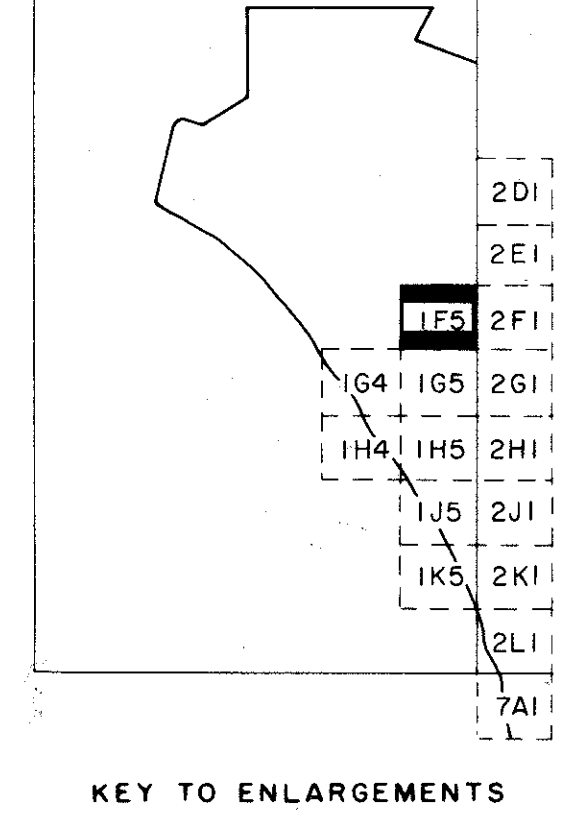 2D1
2E1
1F5 2F1
1G4 1G5 2G1
1H4 1H5 2H1
1J5 2J1
1K5 2K1
2L1
7A1
KEY TO ENLARGEMENTS